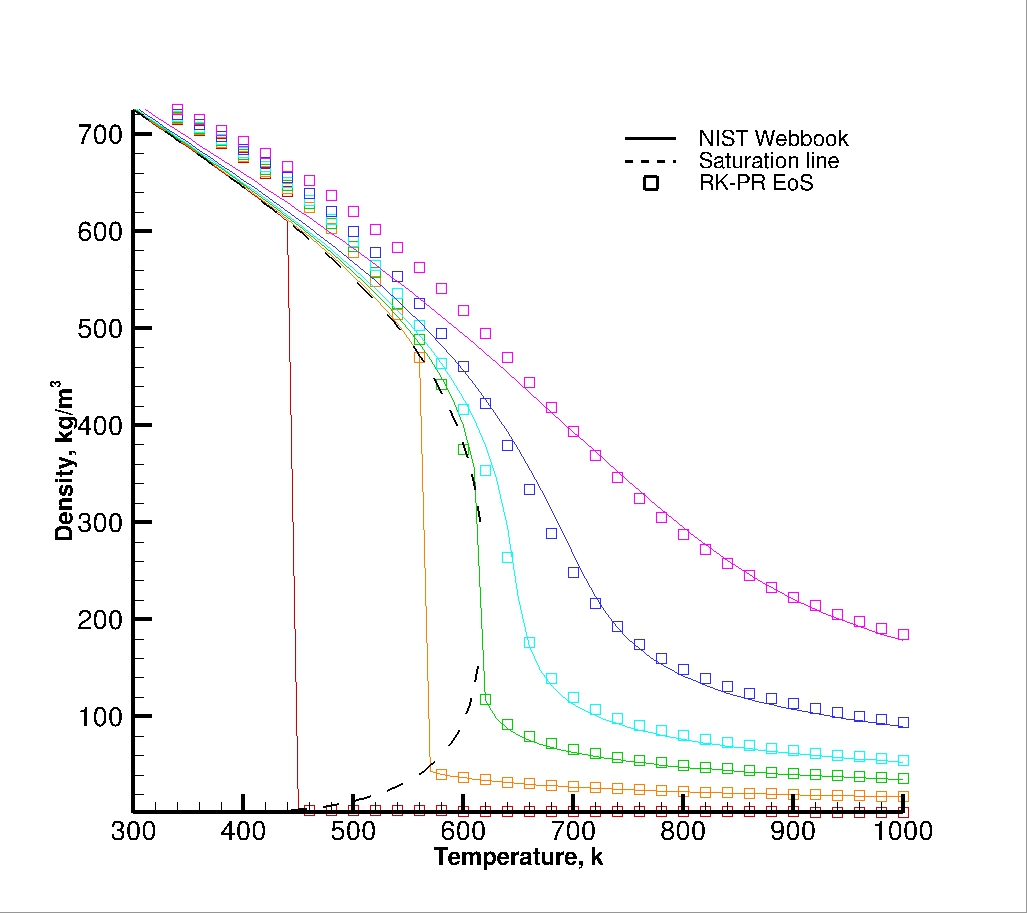 NIST Webbook
Saturation line
RK-PR EoS
700
600
500
400
300
200
100
Density, kg/m³
300 400 500 600 700 800 900 1000
Temperature, k